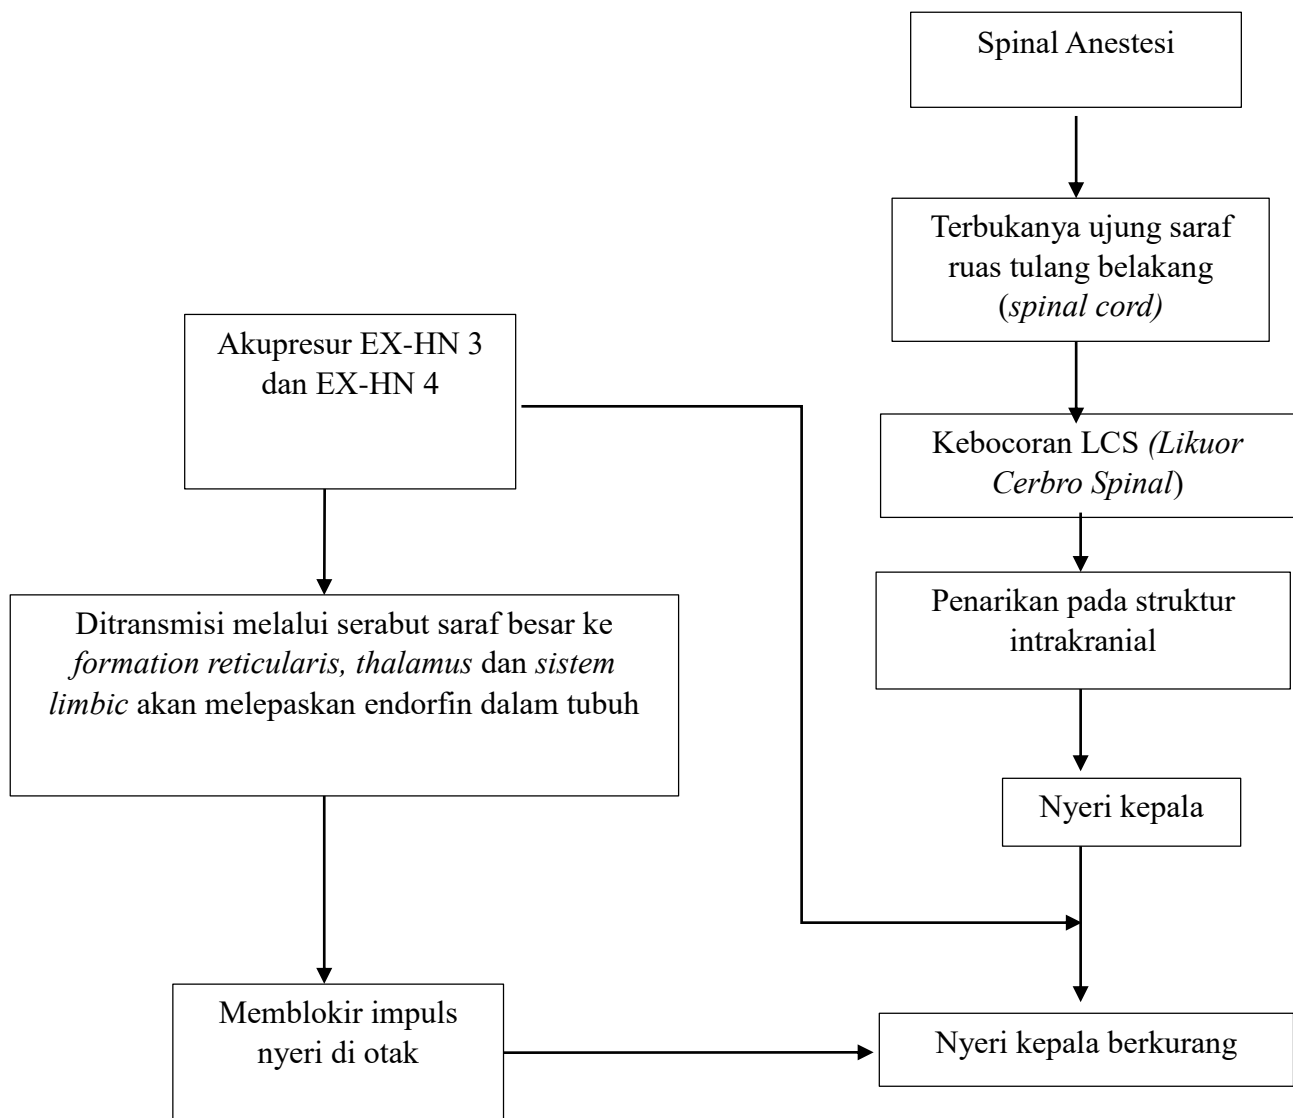 Spinal Anestesi
Terbukanya ujung saraf
ruas tulang belakang
(spinal cord)
Akupresur EX-HN 3
dan EX-HN 4
Kebocoran LCS (Likuor
Cerbro Spinal)
Penarikan pada struktur
intrakranial
Ditransmisi melalui serabut saraf besar ke
formation reticularis, thalamus dan sistem
limbic akan melepaskan endorfin dalam tubuh
Nyeri kepala
Memblokir impuls
nyeri di otak
Nyeri kepala berkurang